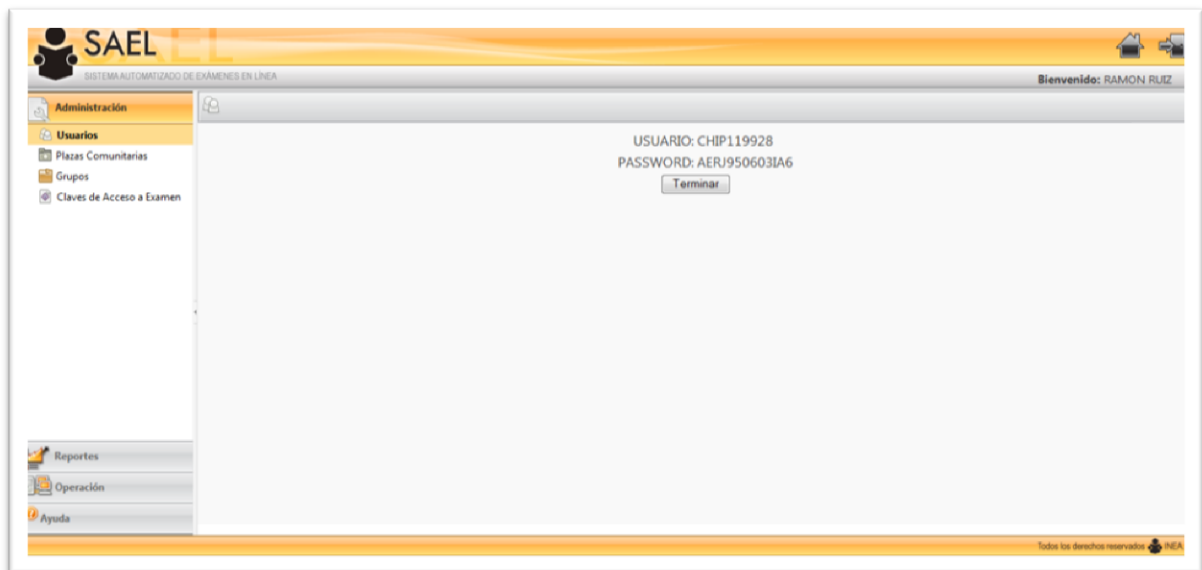 SAEL
SISTEMA AUTOMATIZADO DE EXÁMENES EN LÍNEA
Bienvenido: RAMON RUIZ
Administración
Usuarios
Plazas Comunitarias
Grupos
Claves de Acceso a Examen
USUARIO: CHIP119928
PASSWORD: AERJ950603IA6
Terminar
Reportes
Operación
Ayuda
Todos los derechos reservados INEA